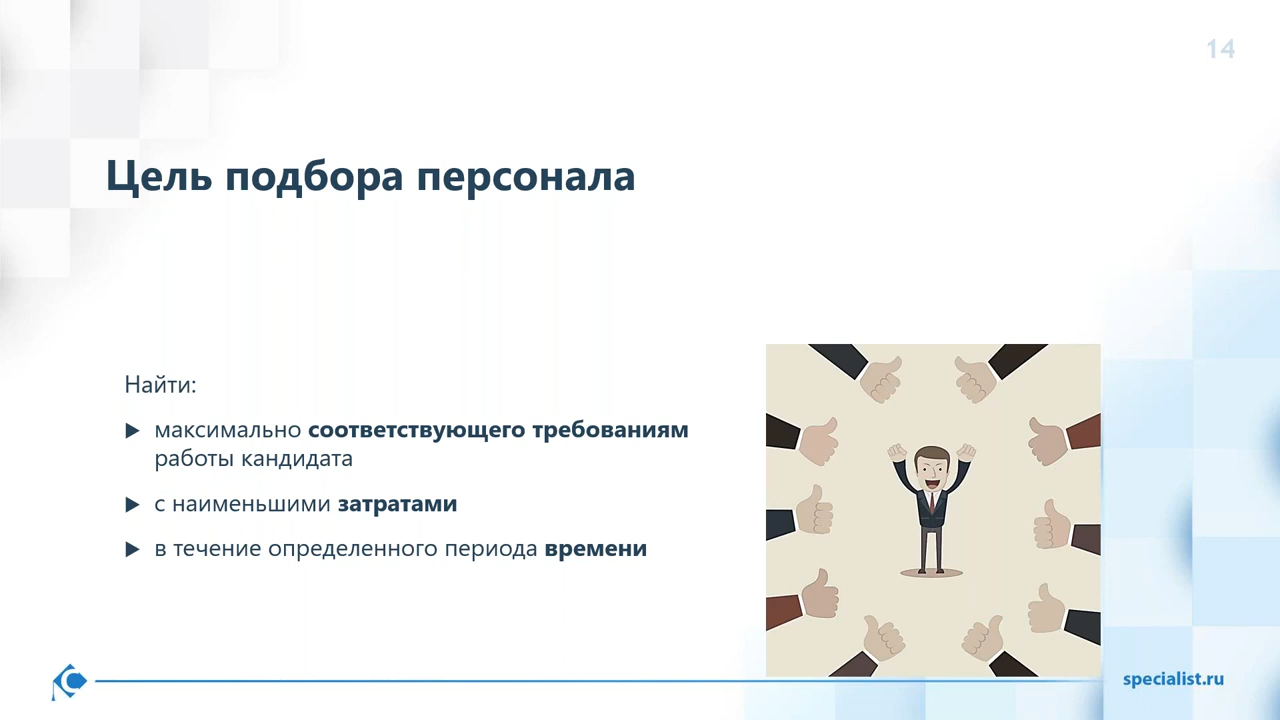 14
Цель подбора персонала
Найти:
максимально соответствующего требованиям
работы кандидата
с наименьшими затратами
в течение определенного периода времени
specialist.ru